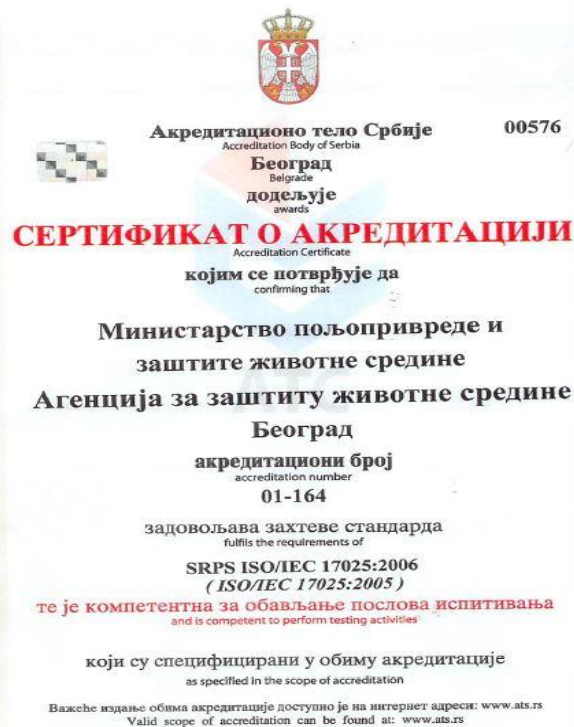 Акредитационо тело Србије
00576
Accreditation Body of Serbia
Београд
Belgrade
додељује
awards
СЕРТИФИКАТ О АКРЕДИТАЦИЈИ
Accreditation Certificate
којим се потврђује да
confirming that
Министарство пољопривреде и
заштите животне средине
АТС
Агенција за заштиту животне средине
Београд
акредитациони број
accreditation number
01-164
задовољава захтеве стандарда
fulfils the requirements of
SRPS ISO/IEC 17025:2006
( ISO/IEC 17025:2005 )
те је компетентна за обављање послова испитивања
and is competent to perform testing activities
који су специфицирани у обиму акредитације
as specified in the scope of accreditation
Важеће издање обима акредитације доступно је на интернет адреси: www.ats.rs
Valid scope of accreditation can be found at: www.ats.rs